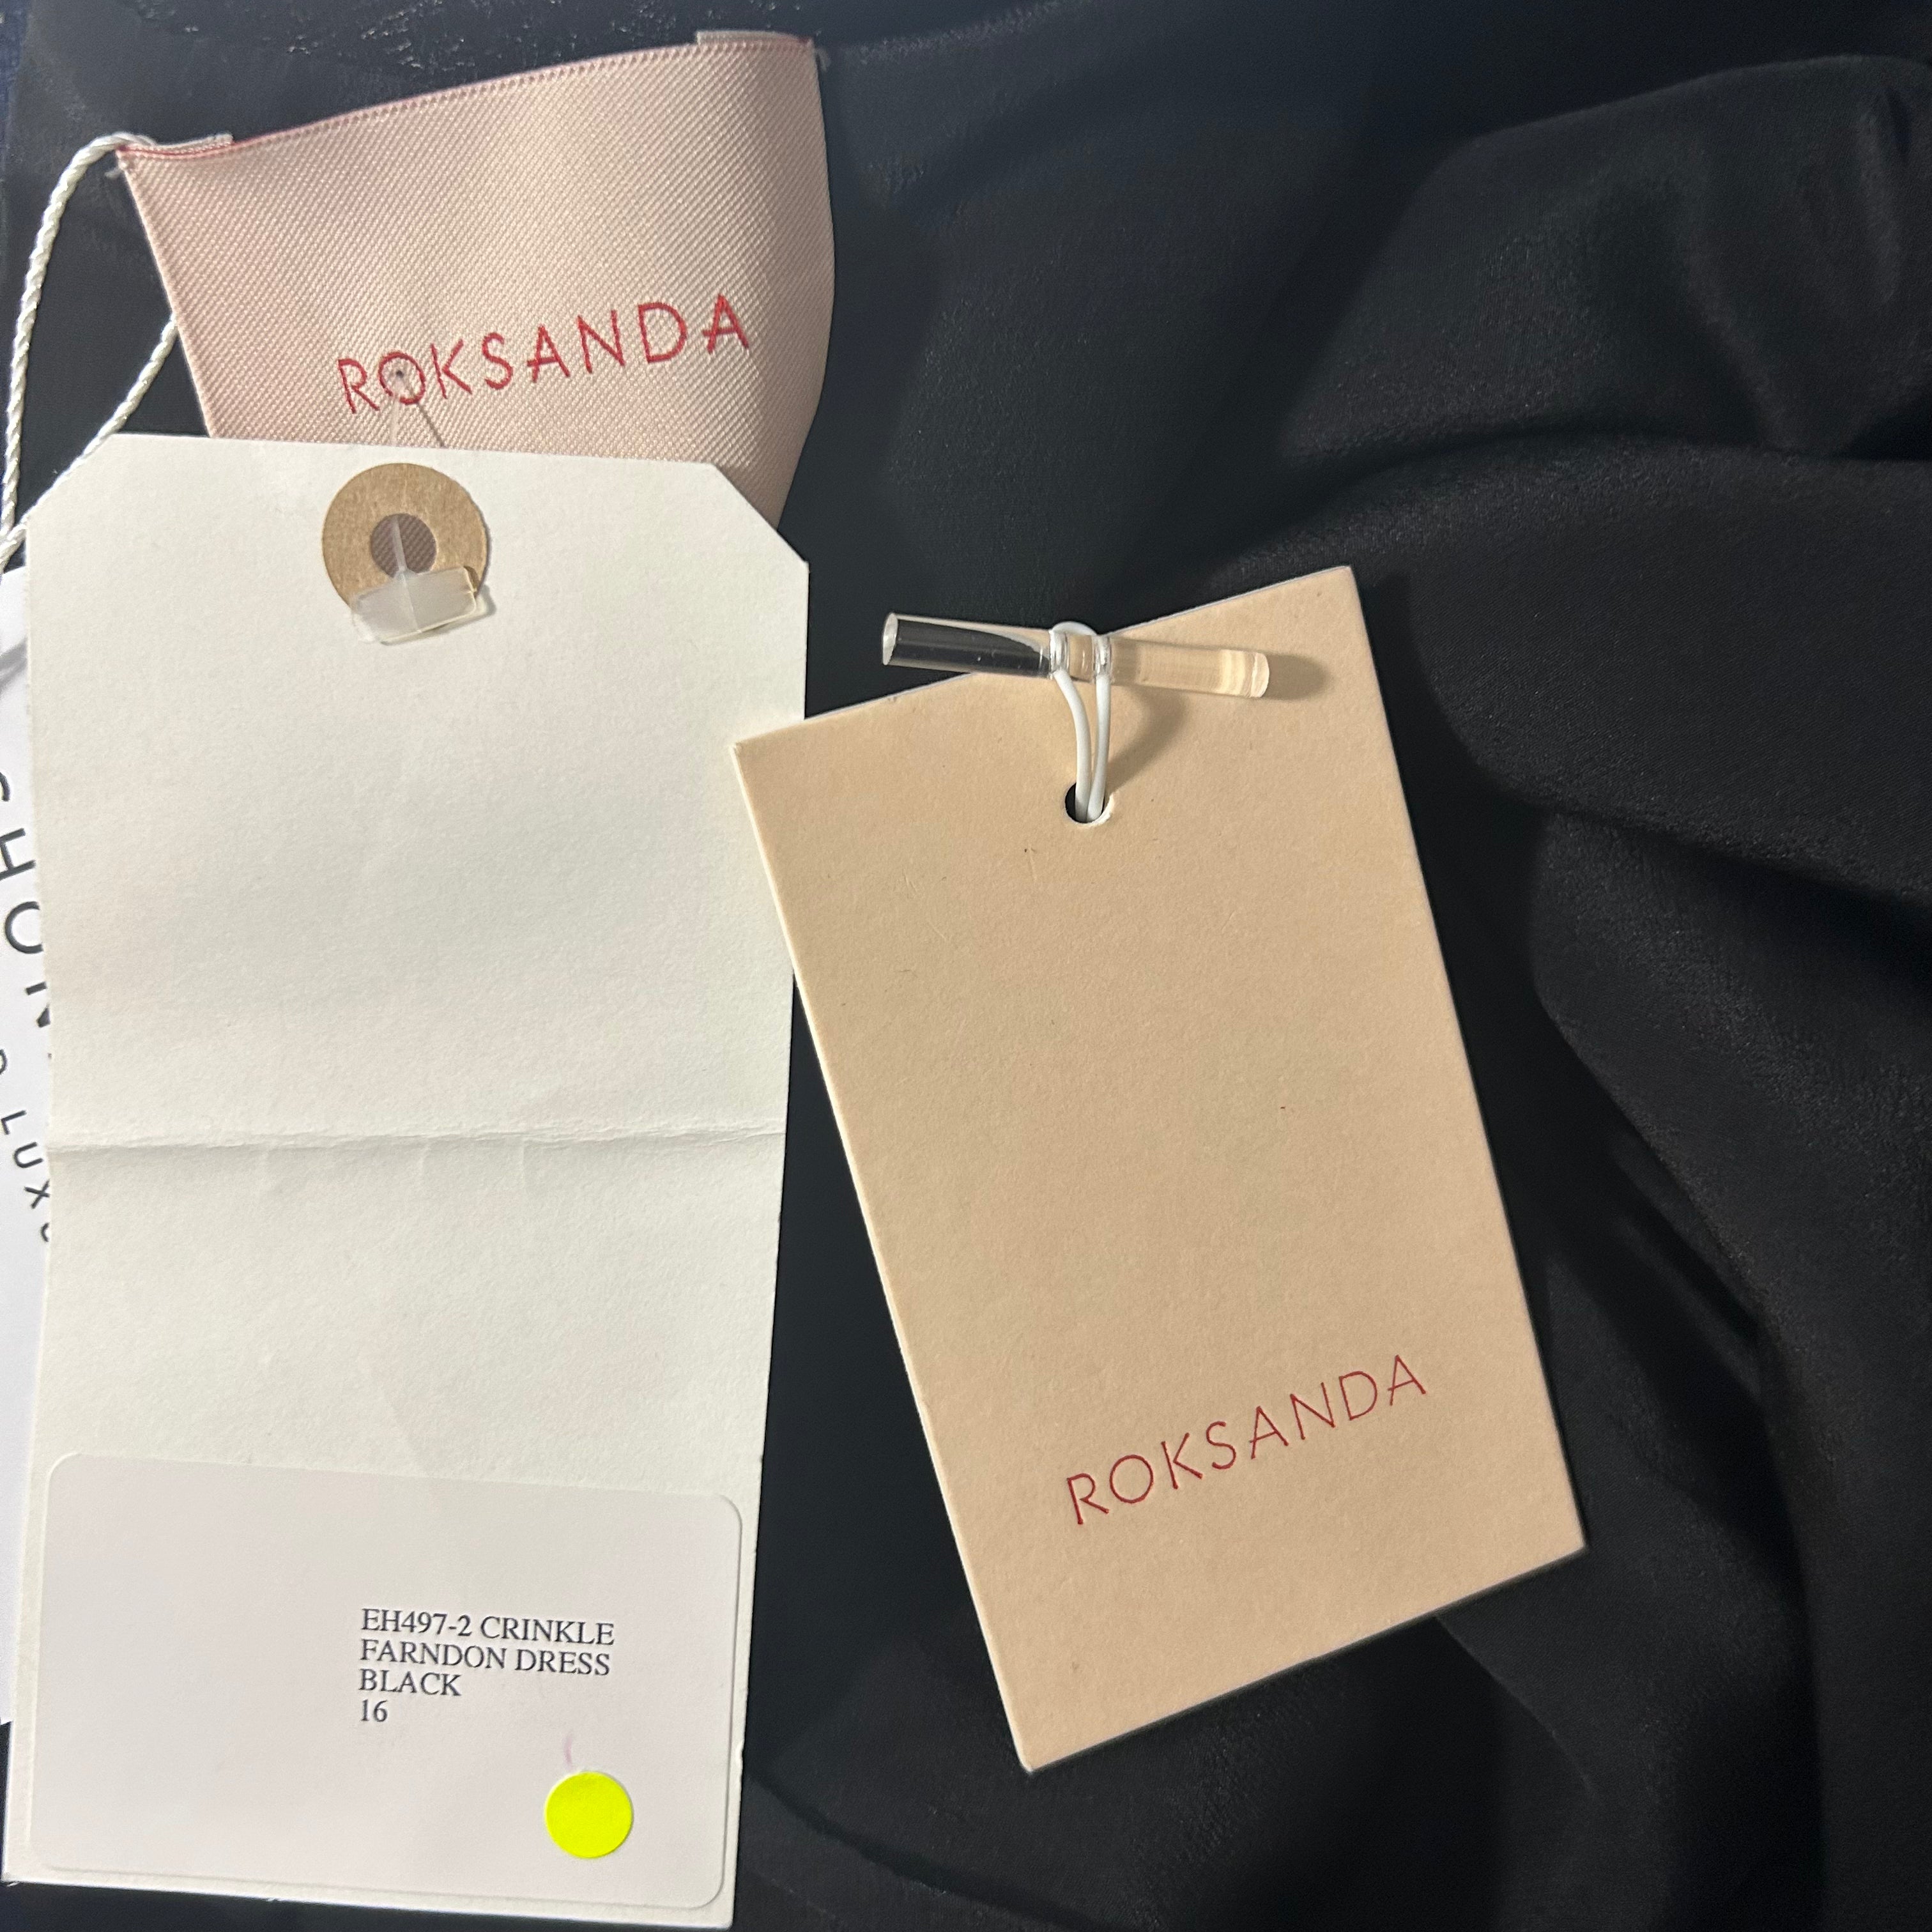 ROKSANDA
EH497-2 CRINKLE
FARNDON DRESS
BLACK
16
ROKSANDA